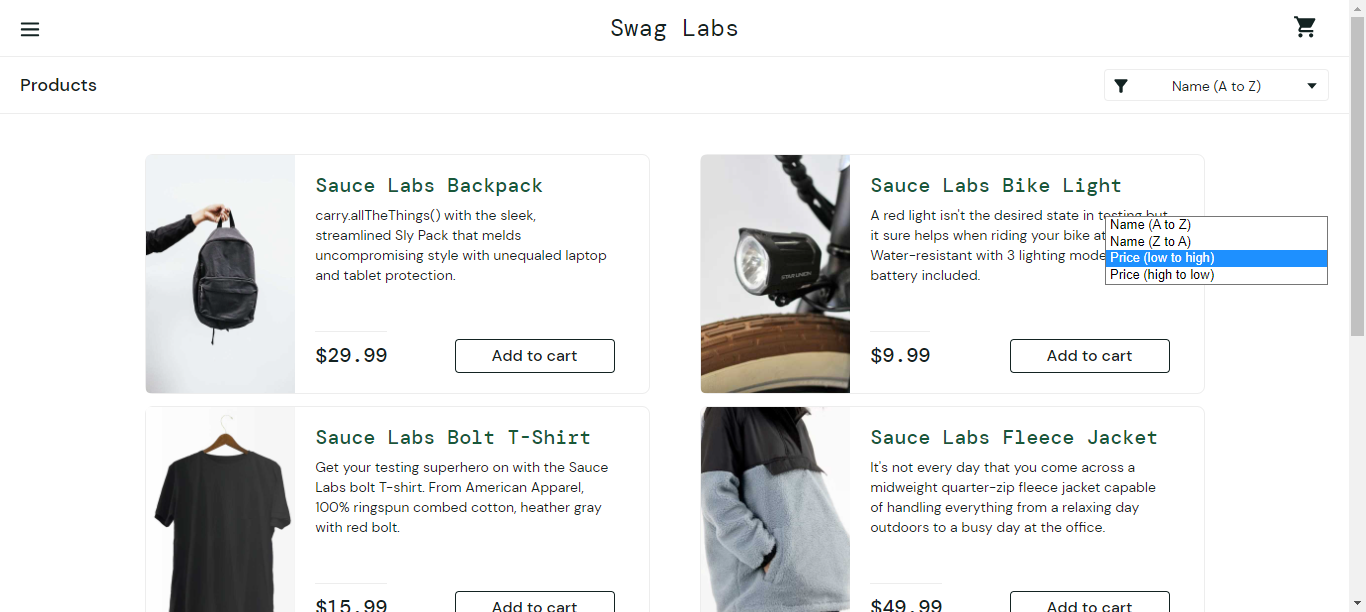 Swag Labs
Products
Name (A to Z)
Sauce Labs Backpack
carry.allTheThings() with the sleek,
streamlined Sly Pack that melds
uncompromising style with unequaled laptop
and tablet protection.
$29.99
Add to cart
Sauce Labs Bike Light
A red light isn't the desired state in testing but
it sure helps when riding your bike at
Water-resistant with 3 lighting mode
battery included.
STAR UNION
$9.99
Add to cart
Name (A to Z)
Name (Z to A)
Price (low to high)
Price (high to low)
Sauce Labs Bolt T-Shirt
Get your testing superhero on with the Sauce
Labs bolt T-shirt. From American Apparel,
100% ringspun combed cotton, heather gray
with red bolt.
$15.99
Add to cart
Sauce Labs Fleece Jacket
It's not every day that you come across a
midweight quarter-zip fleece jacket capable
of handling everything from a relaxing day
outdoors to a busy day at the office.
$49.99
Add to cart